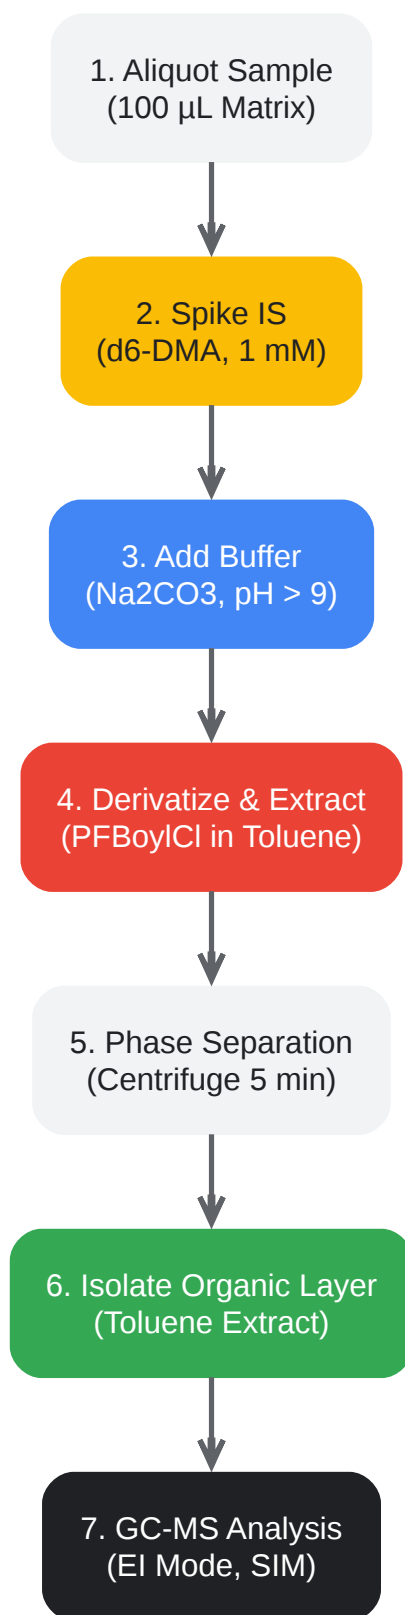 1. Aliquot Sample
(100 µL Matrix)
2. Spike IS
(d6-DMA, 1 mM)
3. Add Buffer
(Na2CO3, pH > 9)
4. Derivatize & Extract
(PFBoylCl in Toluene)
5. Phase Separation
(Centrifuge 5 min)
6. Isolate Organic Layer
(Toluene Extract)
7. GC-MS Analysis
(EI Mode, SIM)